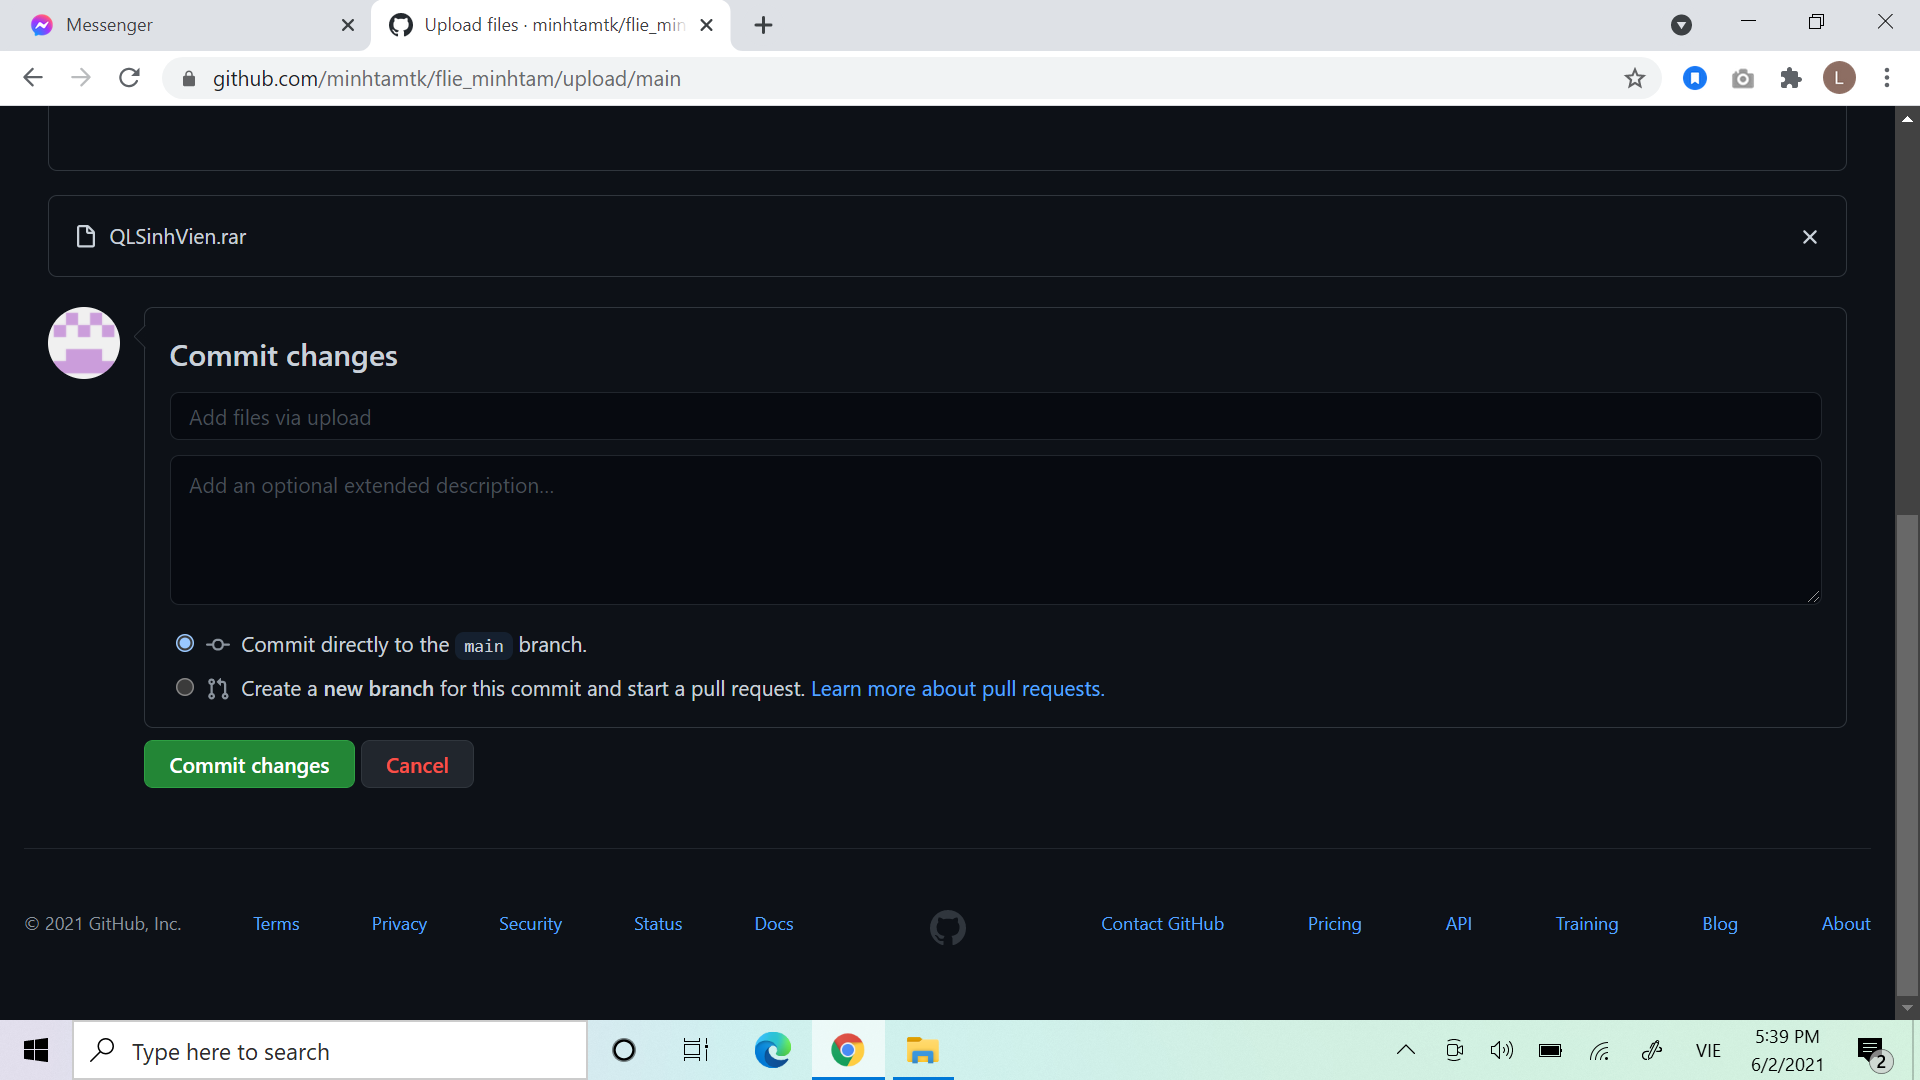 Messenger
Upload files · minhtamtk/flie_min
github.com/minhtamtk/flie_minhtam/upload/main
L
QLSinhVien.rar
Commit changes
Add files via upload
Add an optional extended description...
Commit directly to the main branch.
Create a new branch for this commit and start a pull request. Learn more about pull requests.
Commit changes
Cancel
© 2021 GitHub, Inc.
Terms
Privacy
Security
Status
Docs
Contact GitHub
Pricing
API
Training
Blog
About
Type here to search
VIE
5:39 PM
6/2/2021
2